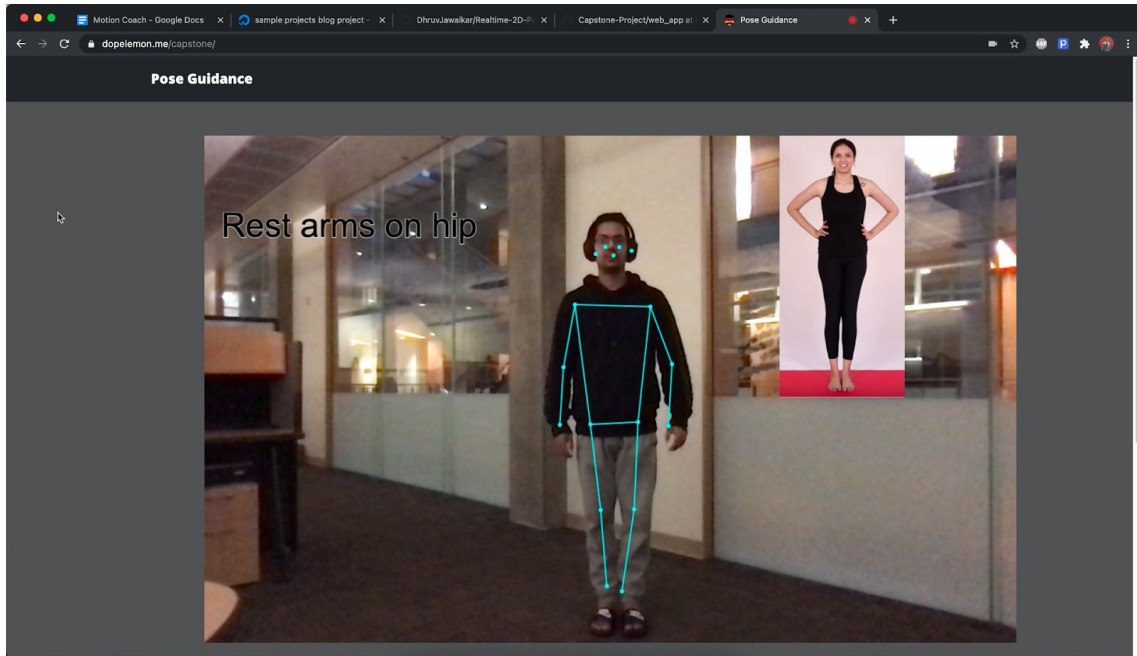 Motion Coach - Google Docs
sample projects blog project -
DhruvJawalkar/Realtime-2D-P
Capstone-Project/web_app at
Pose Guidance
dopelemon.me/capstone/
P
Pose Guidance
Rest arms on hip